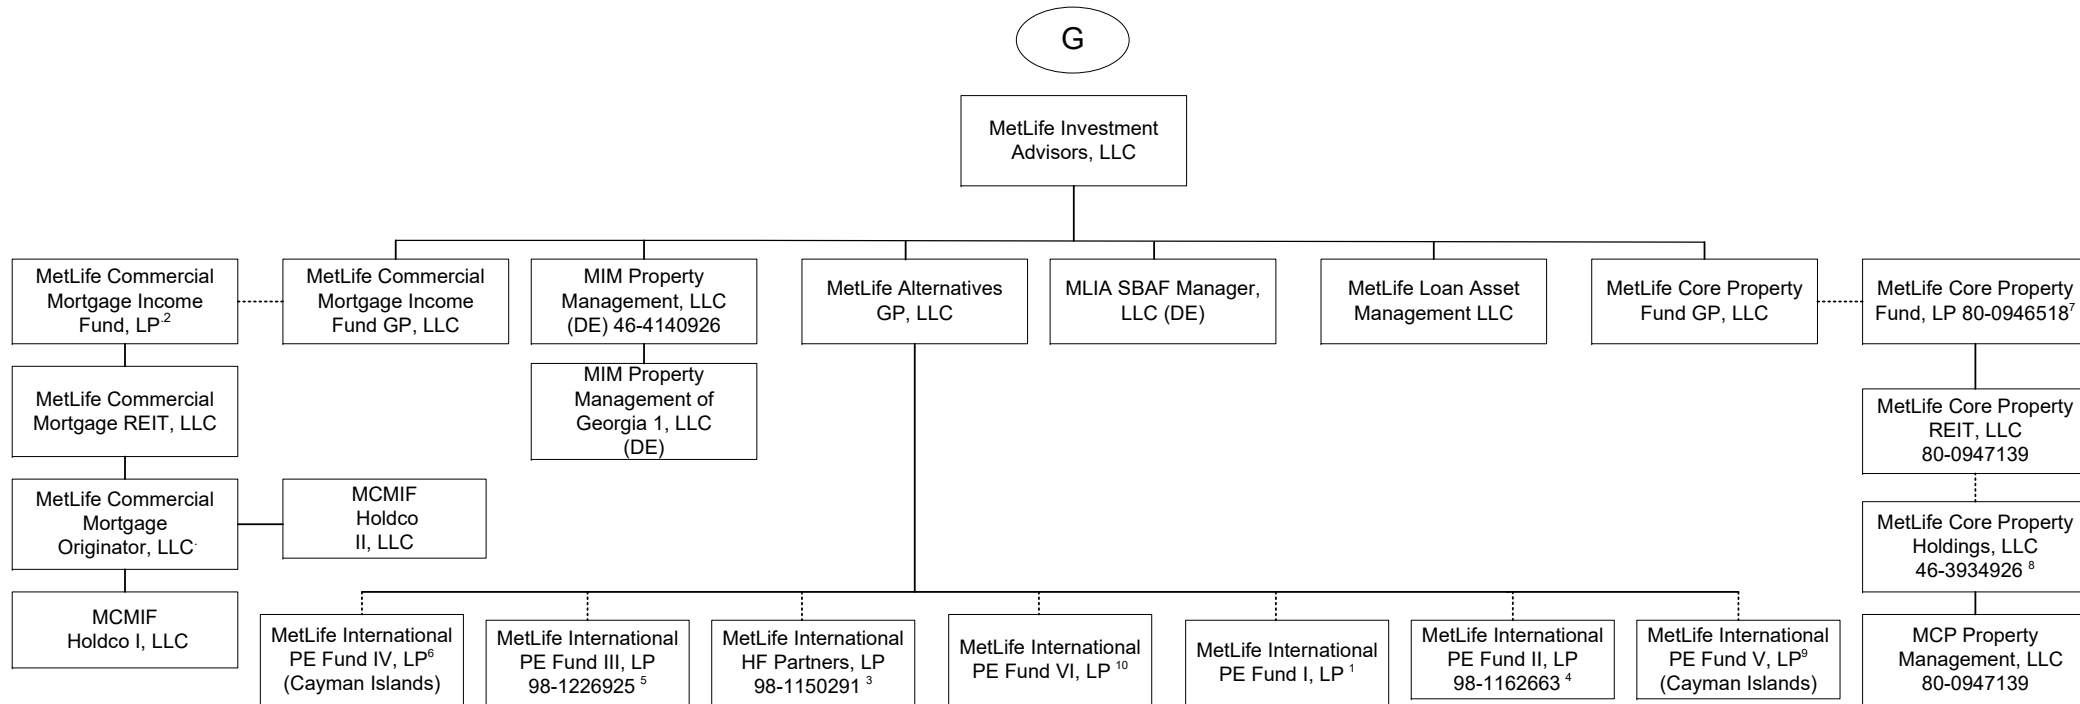 G
MetLife Investment
Advisors, LLC
MetLife Commercial
Mortgage Income
Fund, LP.2
MetLife Commercial
Mortgage Income
Fund GP, LLC
MIM Property
Management, LLC
(DE) 46-4140926
MetLife Alternatives
GP, LLC
MLIA SBAF Manager,
LLC (DE)
MetLife Loan Asset
Management LLC
MetLife Core Property
Fund GP, LLC
MetLife Core Property
Fund, LP 80-09465187
MetLife Commercial
Mortgage REIT, LLC
MIM Property
Management of
Georgia 1, LLC
(DE)
MetLife Core Property
REIT, LLC
80-0947139
MetLife Commercial
Mortgage
Originator, LLC.
MCMIF
Holdco
II, LLC
MetLife Core Property
Holdings, LLC
46-3934926 8
MCMIF
Holdco I, LLC
MetLife International
PE Fund IV, LP6
(Cayman Islands)
MetLife International
PE Fund III, LP
98-1226925 5
MetLife International
HF Partners, LP
98-1150291 3
MetLife International
PE Fund VI, LP 10
MetLife International
PE Fund I, LP 1
MetLife International
PE Fund II, LP
98-1162663 4
MetLife International
PE Fund V, LP9
(Cayman Islands)
MCP Property
Management, LLC
80-0947139